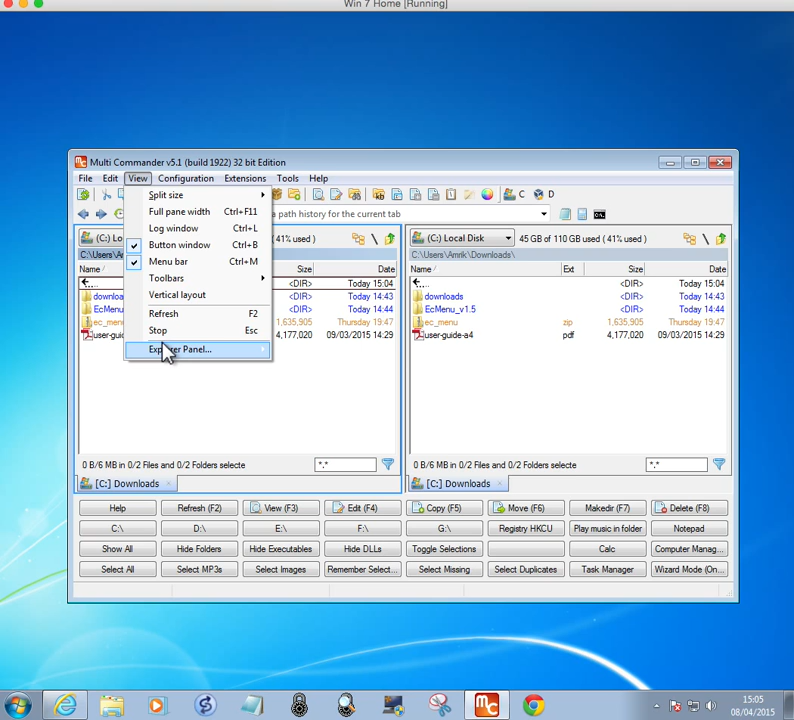 Win 7 Home [Running]
Multi Commander v5.1 (build 1922) 32 bit Edition
File Edit View Configuration Extensions Tools Help
C D
Split size
Full pane width Ctrl+F11
Log window Ctrl+L
Button window Ctrl+B
Menu bar Ctrl+M
Toolbars
Vertical layout
Refresh F2
Stop Esc
a path history for the current tab
(C:) Lo 41% used )
C:\Users\Am
Name Size Date
.. <DIR> Today 15:04
downloa <DIR> Today 14:43
EcMenu_ <DIR> Today 14:44
ec_men 1,635,905 Thursday 19:47
user-guid 4,177,020 09/03/2015 14:29
0 B/6 MB in 0/2 Files and 0/2 Folders selecte *.*
[C:] Downloads
(C:) Local Disk 45 GB of 110 GB used ( 41% used )
C:\Users\Amrik\Downloads\
Name Ext Size Date
.. <DIR> Today 15:04
downloads <DIR> Today 14:43
EcMenu_v1.5 <DIR> Today 14:44
ec_menu zip 1,635,905 Thursday 19:47
user-guide-a4 pdf 4,177,020 09/03/2015 14:29
0 B/6 MB in 0/2 Files and 0/2 Folders selecte *.*
[C:] Downloads
Help Refresh (F2) View (F3) Edit (F4) Copy (F5) Move (F6) Makedir (F7) Delete (F8)
C:\ D:\ E:\ F:\ G:\ Registry HKCU Play music in folder Notepad
Show All Hide Folders Hide Executables Hide DLLs Toggle Selections Calc Computer Manag...
Select All Select MP3s Select Images Remember Select... Select Missing Select Duplicates Task Manager Wizard Mode (On...
15:05
08/04/2015